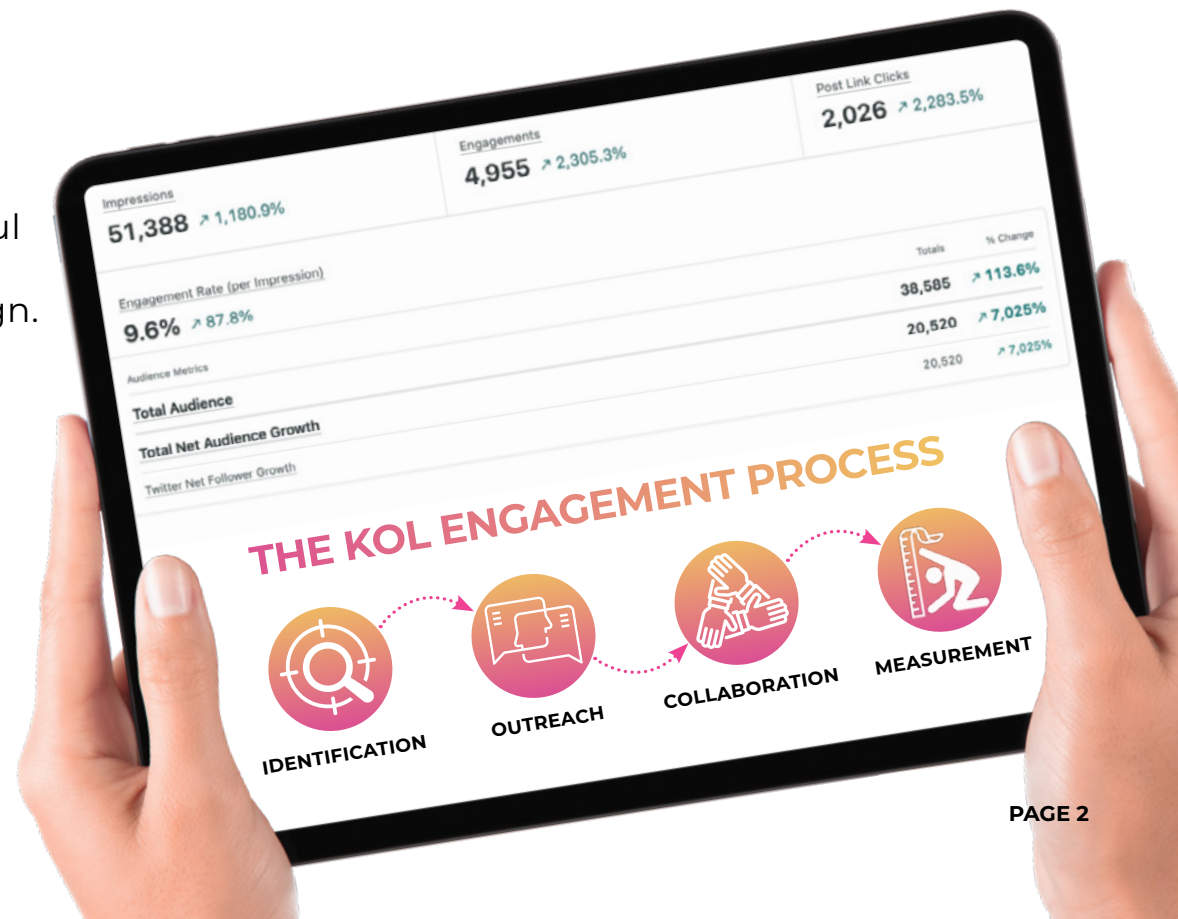 ul
gn.
Impressions
51,388 ↗ 1,180.9%
Engagements
4,955 ↗ 2,305.3%
Post Link Clicks
2,026 ↗ 2,283.5%
Engagement Rate (per Impression)
9.6% ↗ 87.8%
Audience Metrics
Totals % Change
Total Audience 38,585 ↗ 113.6%
Total Net Audience Growth 20,520 ↗ 7,025%
Twitter Net Follower Growth 20,520 ↗ 7,025%
THE KOL ENGAGEMENT PROCESS
IDENTIFICATION
OUTREACH
COLLABORATION
MEASUREMENT
PAGE 2